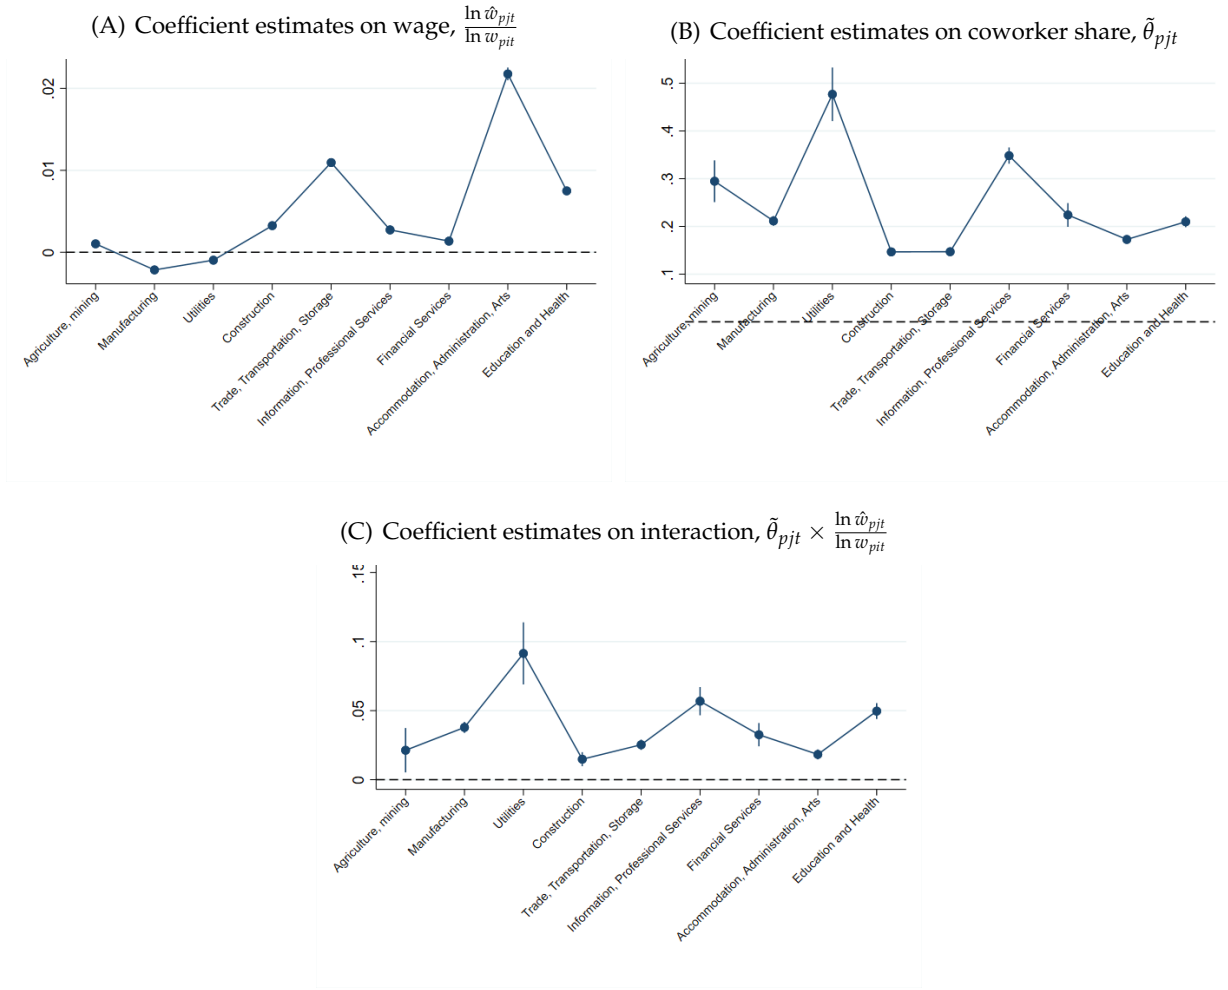 (A) Coefficient estimates on wage, ln ŵ_pjt / ln w_pit
(B) Coefficient estimates on coworker share, θ̃_pjt
.02
.01
0
Agriculture, mining
Manufacturing
Utilities
Construction
Trade, Transportation, Storage
Information, Professional Services
Financial Services
Accommodation, Administration, Arts
Education and Health
.5
.4
.3
.2
.1
Agriculture, mining
Manufacturing
Utilities
Construction
Trade, Transportation, Storage
Information, Professional Services
Financial Services
Accommodation, Administration, Arts
Education and Health
(C) Coefficient estimates on interaction, θ̃_pjt × ln ŵ_pjt / ln w_pit
.15
.1
.05
0
Agriculture, mining
Manufacturing
Utilities
Construction
Trade, Transportation, Storage
Information, Professional Services
Financial Services
Accommodation, Administration, Arts
Education and Health